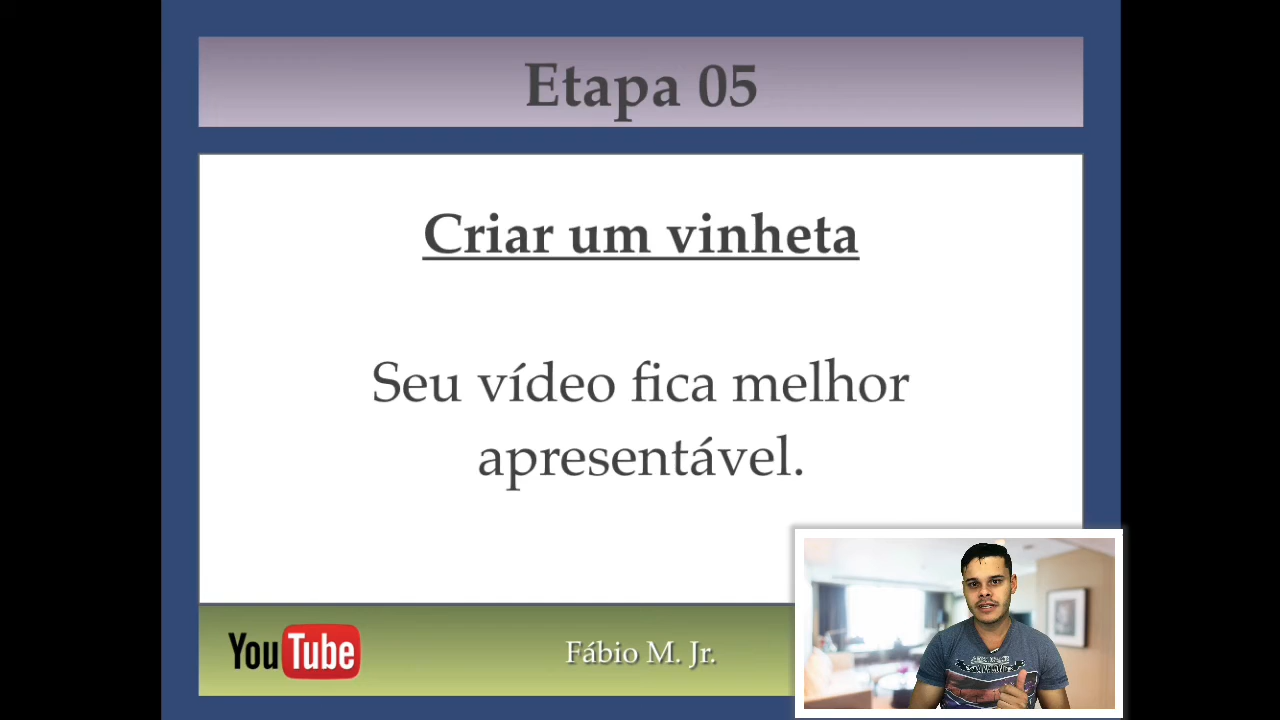 Etapa 05
Criar um vinheta
Seu vídeo fica melhor
apresentável.
YouTube
Fábio M. Jr.